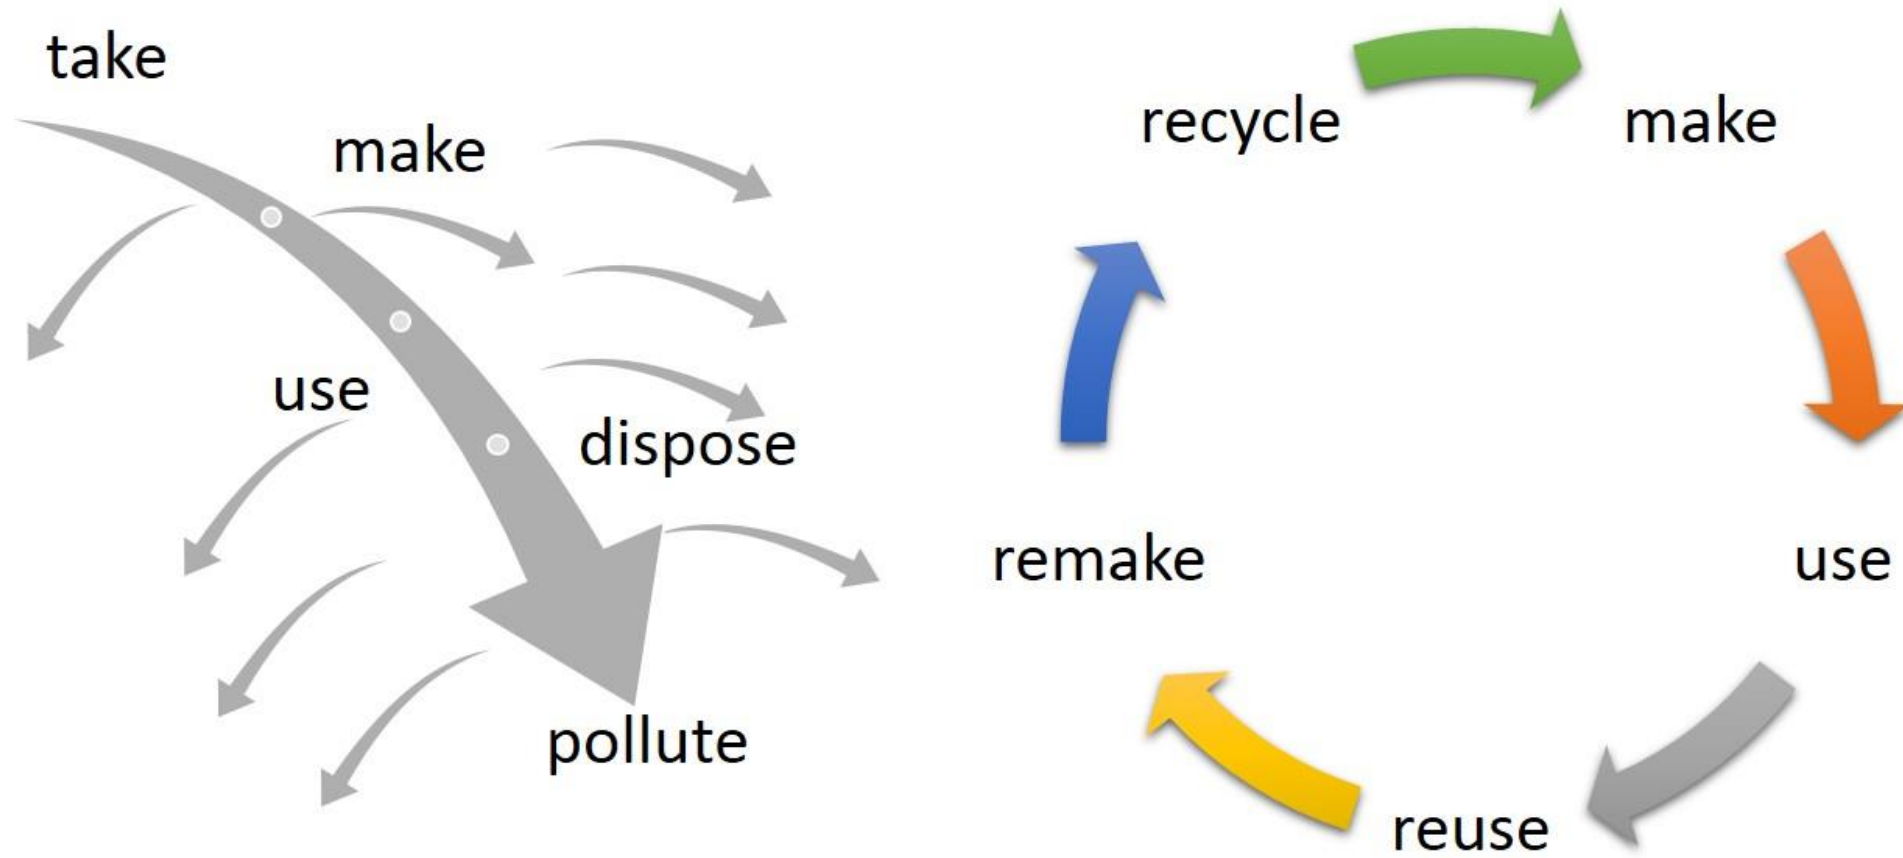 take
make
use
dispose
pollute
recycle
make
use
reuse
remake